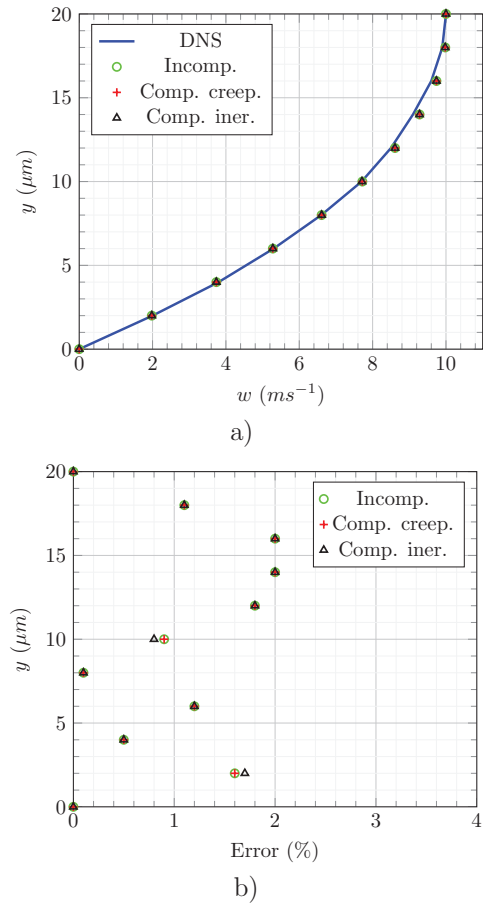 20
15
10
5
0
y (μm)
DNS
Incomp.
Comp. creep.
Comp. iner.
0 2 4 6 8 10
w (ms⁻¹)
a)
20
15
10
5
0
y (μm)
Incomp.
Comp. creep.
Comp. iner.
0 1 2 3 4
Error (%)
b)